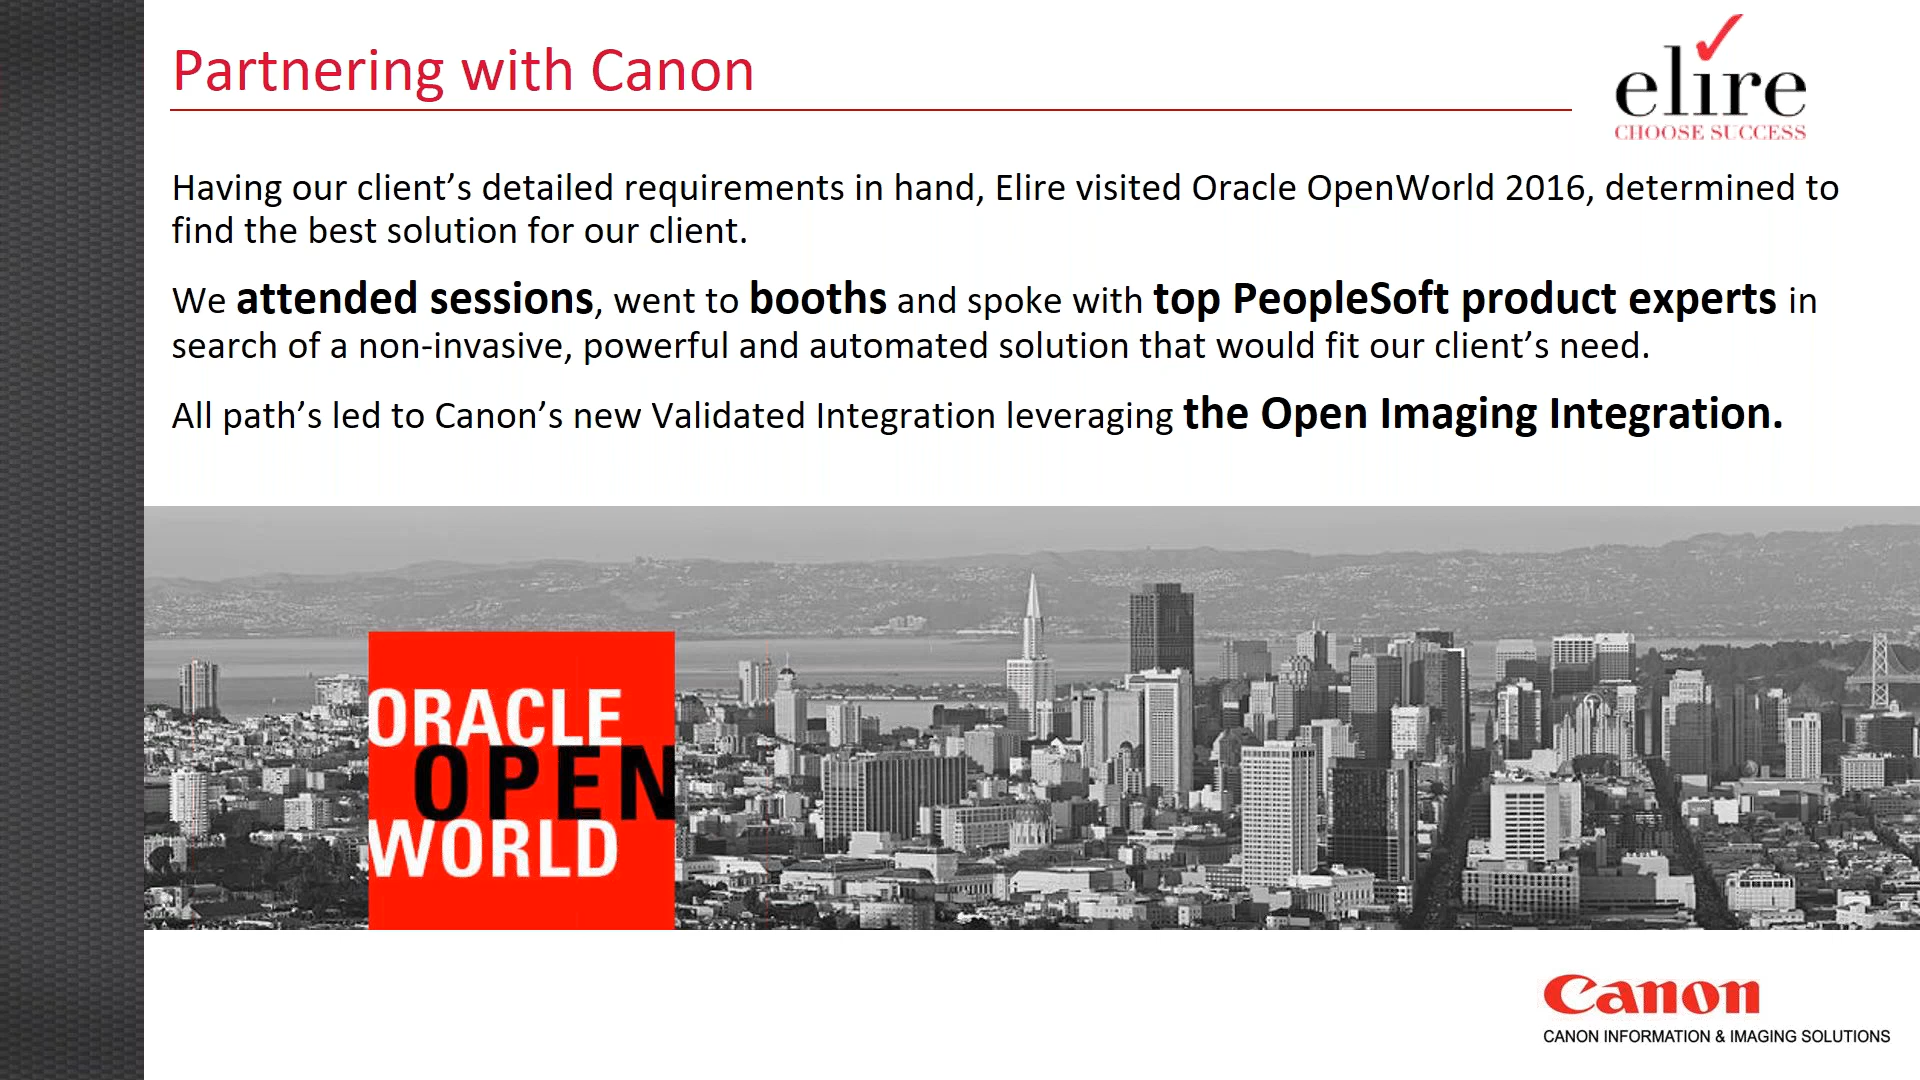 Partnering with Canon
elire
CHOOSE SUCCESS
Having our client’s detailed requirements in hand, Elire visited Oracle OpenWorld 2016, determined to
find the best solution for our client.
We attended sessions, went to booths and spoke with top PeopleSoft product experts in
search of a non-invasive, powerful and automated solution that would fit our client’s need.
All path’s led to Canon’s new Validated Integration leveraging the Open Imaging Integration.
ORACLE
OPEN
WORLD
Canon
CANON INFORMATION & IMAGING SOLUTIONS